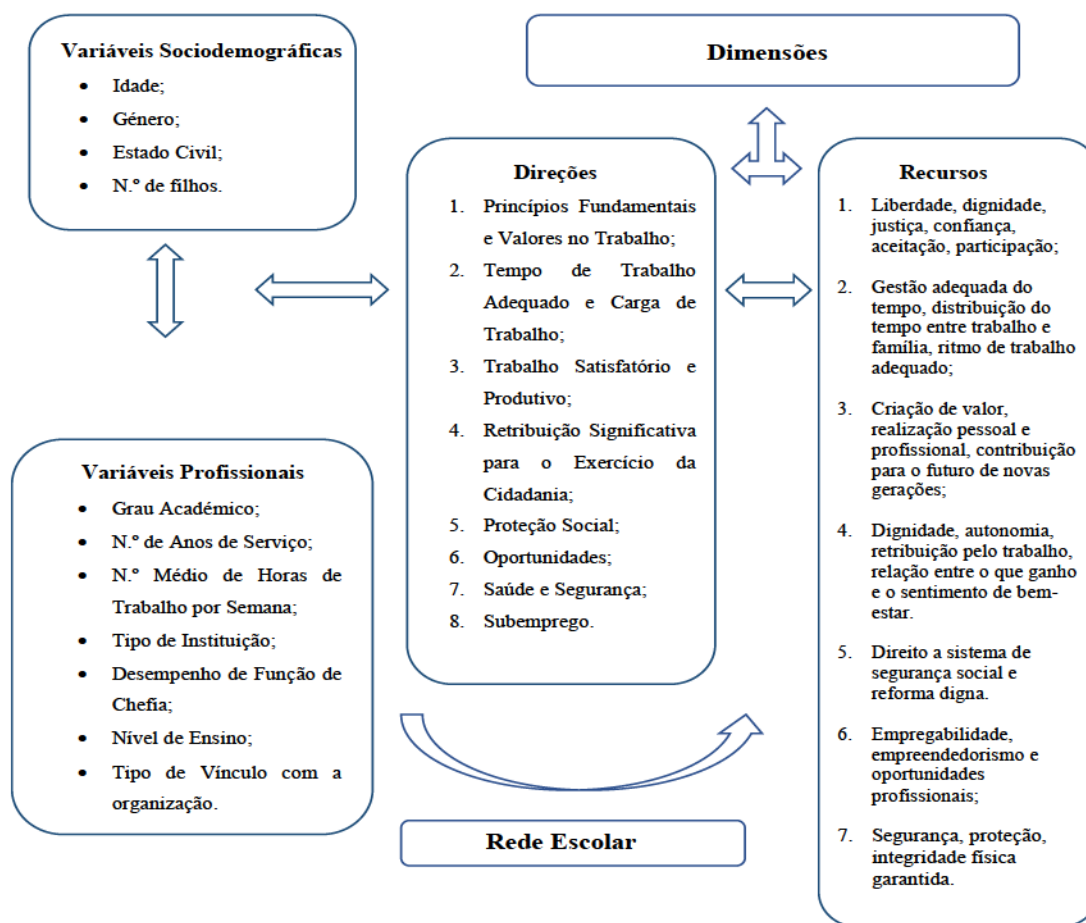 Variáveis Sociodemográficas
• Idade;
• Género;
• Estado Civil;
• N.º de filhos.
Dimensões
Variáveis Profissionais
• Grau Académico;
• N.º de Anos de Serviço;
• N.º Médio de Horas de
Trabalho por Semana;
• Tipo de Instituição;
• Desempenho de Função de
Chefia;
• Nível de Ensino;
• Tipo de Vínculo com a
organização.
Direções
1. Princípios Fundamentais
e Valores no Trabalho;
2. Tempo de Trabalho
Adequado e Carga de
Trabalho;
3. Trabalho Satisfatório e
Produtivo;
4. Retribuição Significativa
para o Exercício da
Cidadania;
5. Proteção Social;
6. Oportunidades;
7. Saúde e Segurança;
8. Subemprego.
Recursos
1. Liberdade, dignidade,
justiça, confiança,
aceitação, participação;
2. Gestão adequada do
tempo, distribuição do
tempo entre trabalho e
família, ritmo de trabalho
adequado;
3. Criação de valor,
realização pessoal e
profissional, contribuição
para o futuro de novas
gerações;
4. Dignidade, autonomia,
retribuição pelo trabalho,
relação entre o que ganho
e o sentimento de bem-
estar.
5. Direito a sistema de
segurança social e
reforma digna.
6. Empregabilidade,
empreendedorismo e
oportunidades
profissionais;
7. Segurança, proteção,
integridade física
garantida.
Rede Escolar